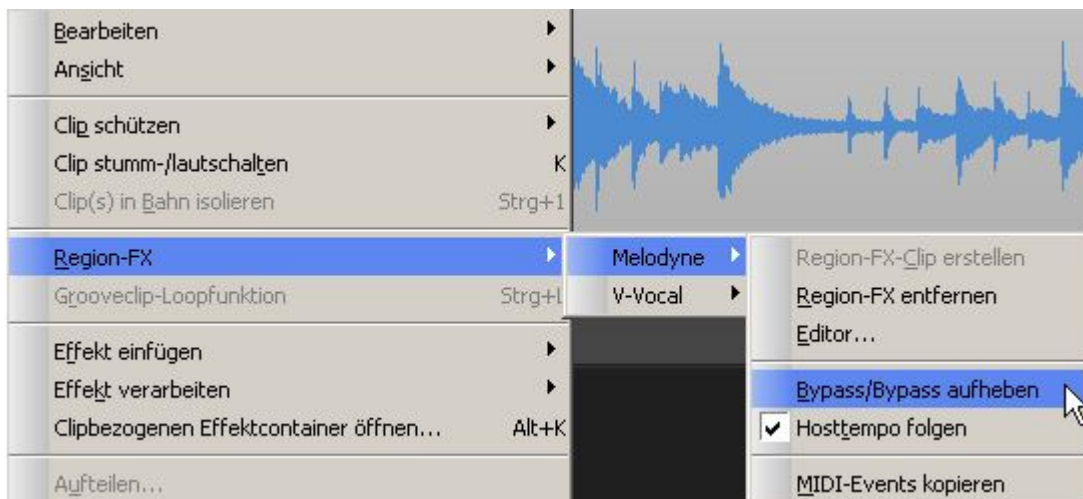 Bearbeiten
Ansicht
Clip schützen
Clip stumm-/lautschalten K
Clip(s) in Bahn isolieren Strg+1
Region-FX
Grooveclip-Loopfunktion Strg+L
Effekt einfügen
Effekt verarbeiten
Clipbezogenen Effektcontainer öffnen... Alt+K
Aufteilen...
Melodyne
V-Vocal
Region-FX-Clip erstellen
Region-FX entfernen
Editor...
Bypass/Bypass aufheben
Hosttempo folgen
MIDI-Events kopieren